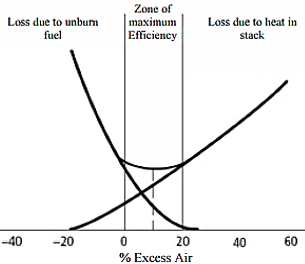 Loss due to unburn
fuel
Zone of
maximum
Efficiency
Loss due to heat in
stack
−40 −20 0 20 40 60
% Excess Air